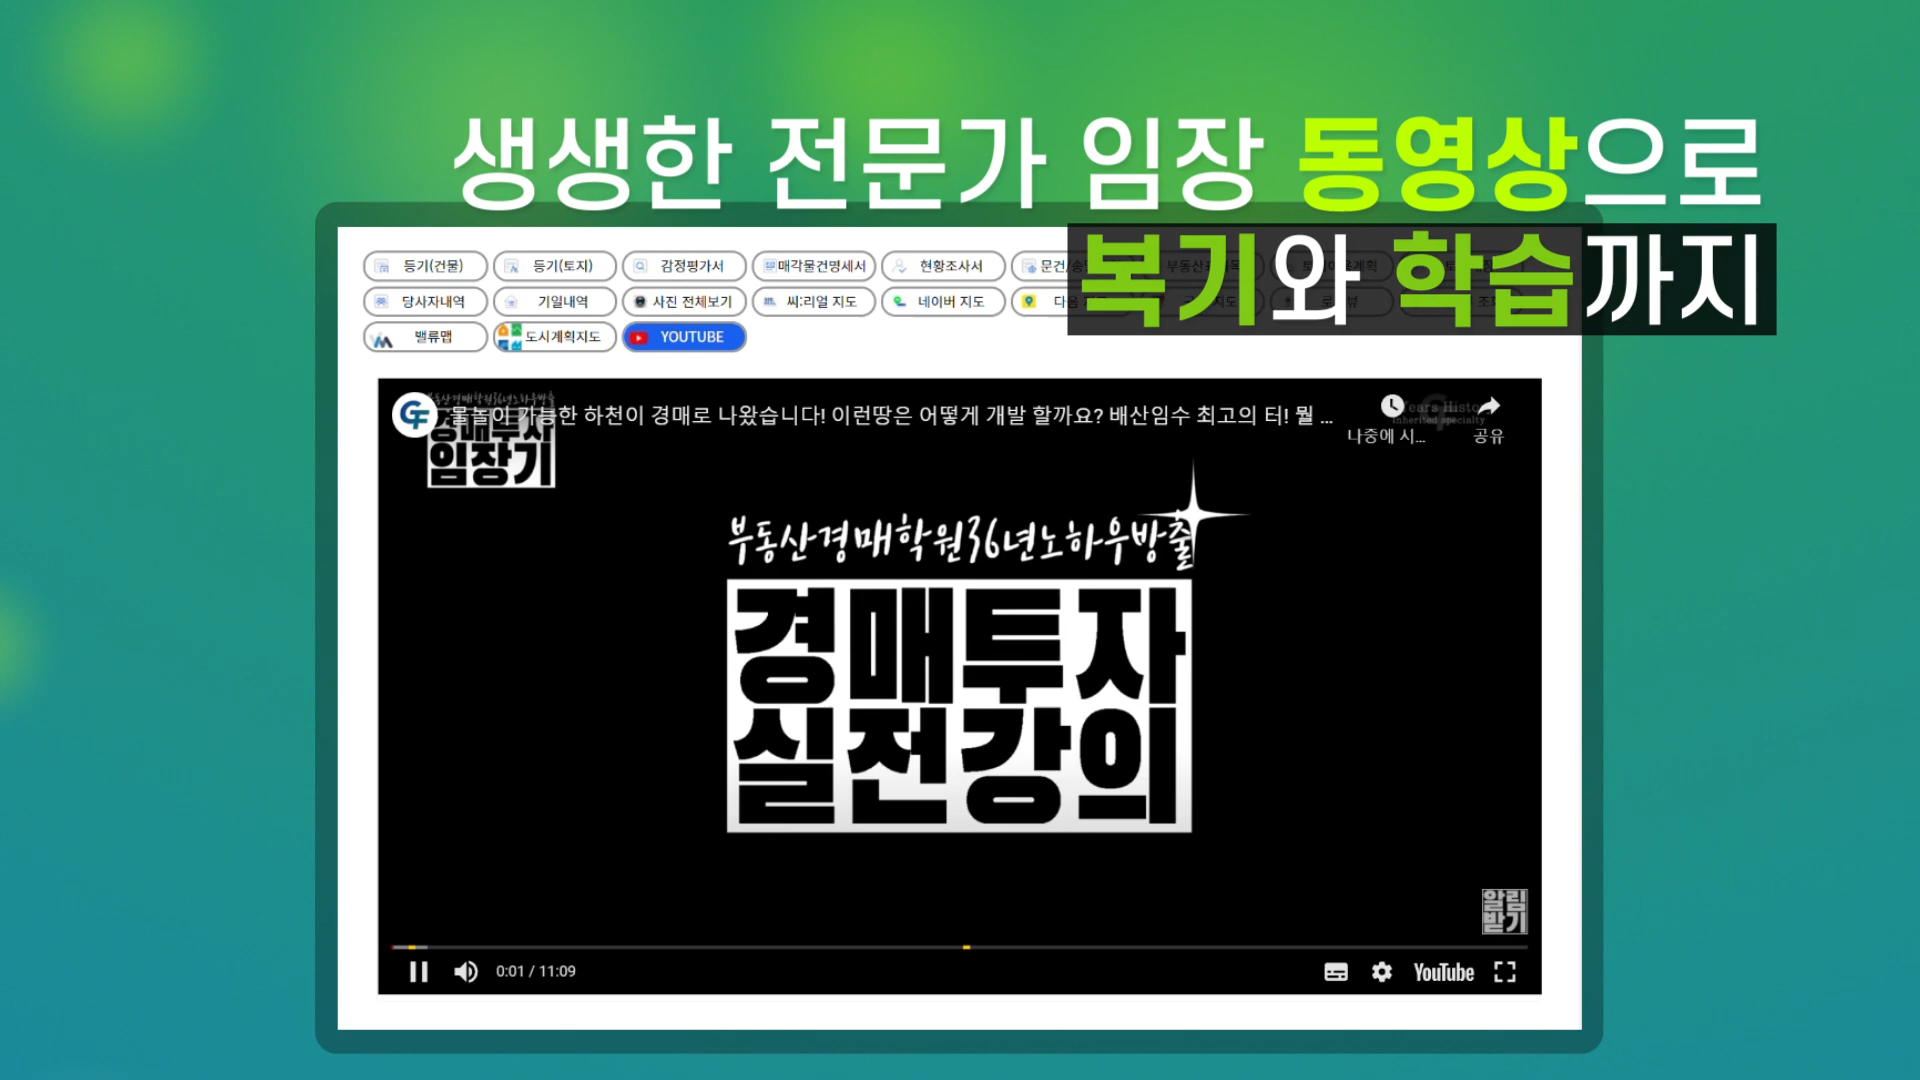 생생한 전문가 임장 동영상으로
복기와 학습까지
등기(건물) 등기(토지) 감정평가서 매각물건명세서 현황조사서 문건/송
당사자내역 기일내역 사진 전체보기 씨:리얼 지도 네이버 지도 다음
밸류맵 도시계획지도 YOUTUBE
물놀이 가능한 하천이 경매로 나왔습니다! 이런땅은 어떻게 개발 할까요? 배산임수 최고의 터! 뭘 ...
나중에 시... 공유
경매투자
임장기
부동산경매학원36년노하우방출
경매투자
실전강의
알림
받기
0:01 / 11:09
YouTube